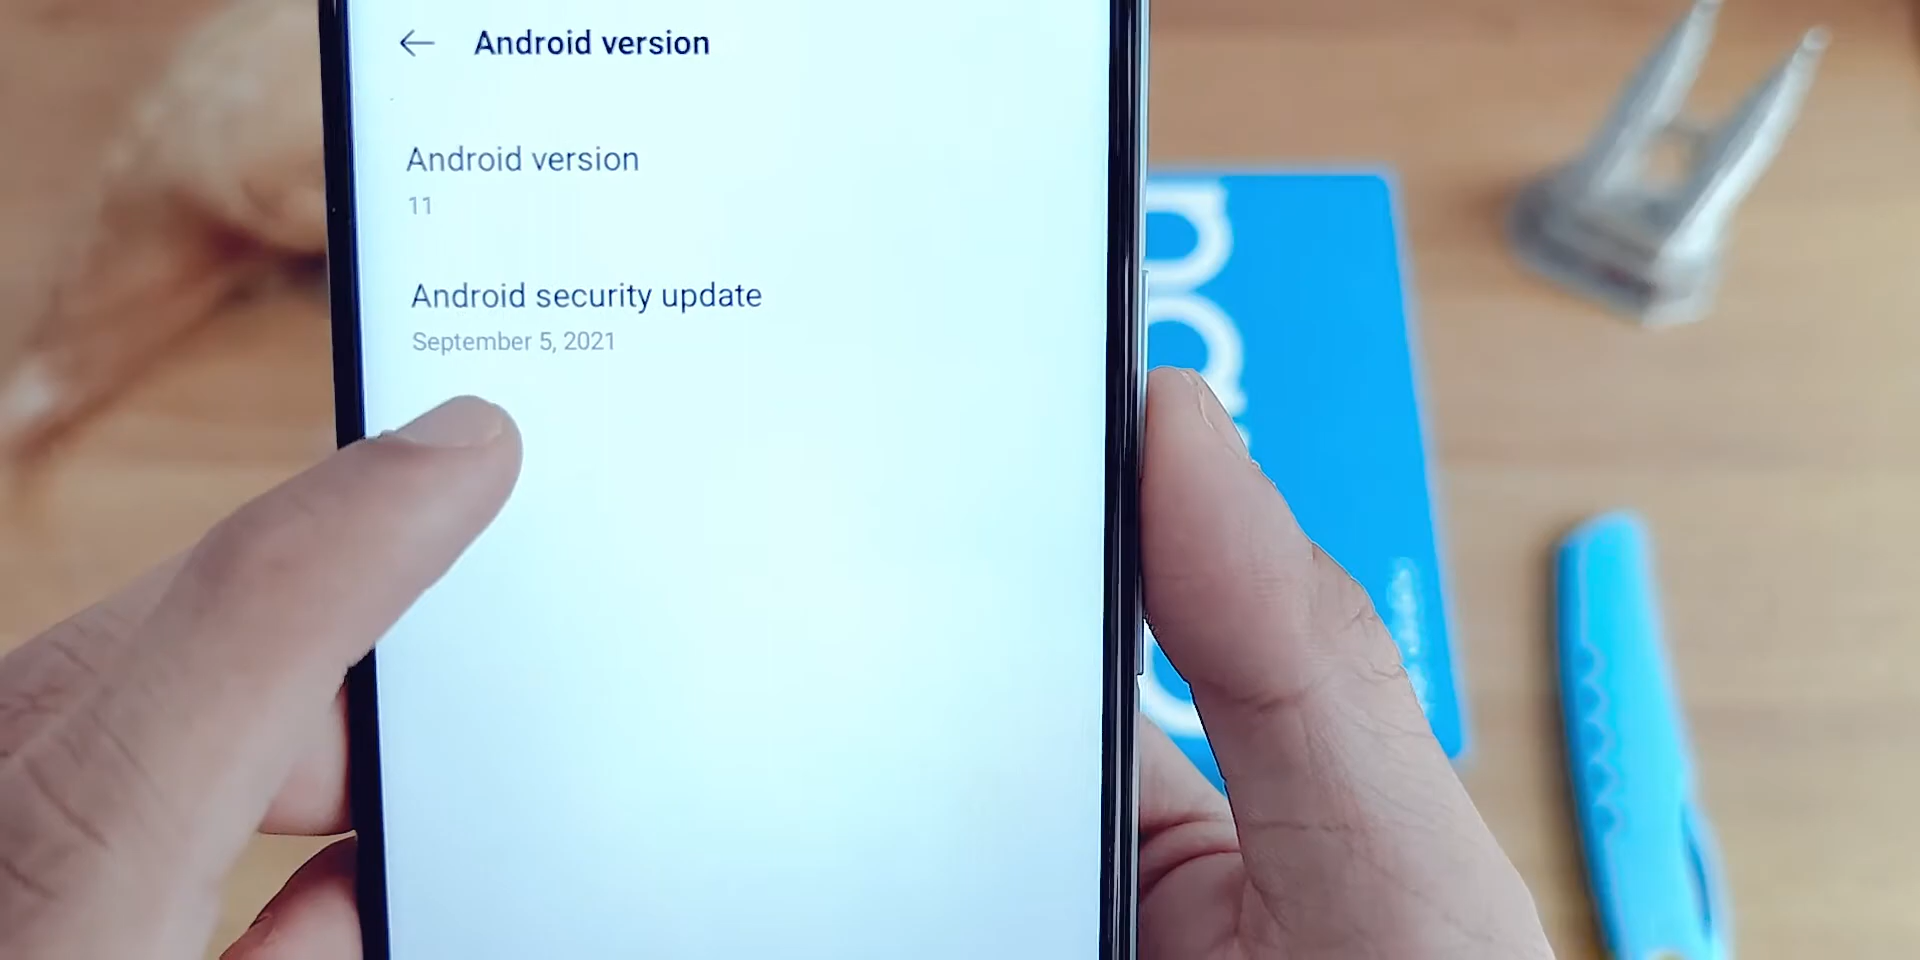 Android version
Android version
11
Android security update
September 5, 2021